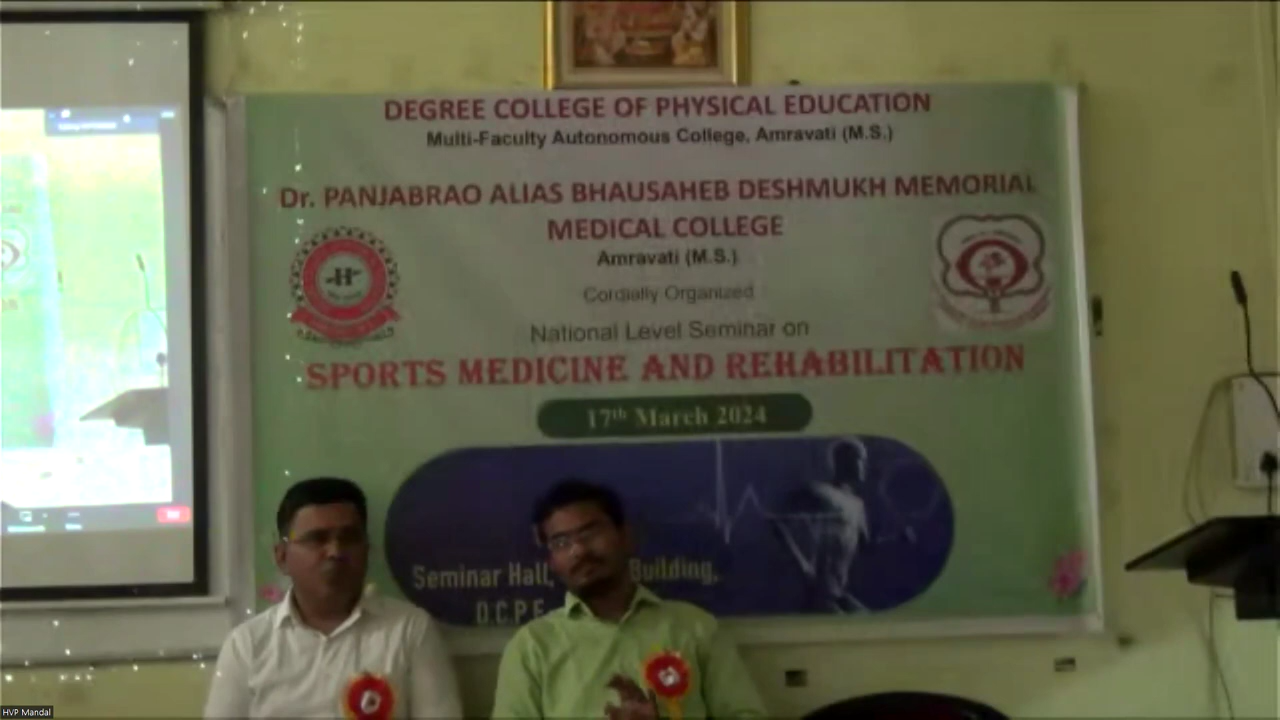 DEGREE COLLEGE OF PHYSICAL EDUCATION
Multi-Faculty Autonomous College, Amravati (M.S.)
Dr. PANJABRAO ALIAS BHAUSAHEB DESHMUKH MEMORIAL
MEDICAL COLLEGE
Amravati (M.S.)
Cordially Organized
National Level Seminar on
SPORTS MEDICINE AND REHABILITATION
17th March 2024
Seminar Hall, Building,
D.C.P.E
HVP Mandal